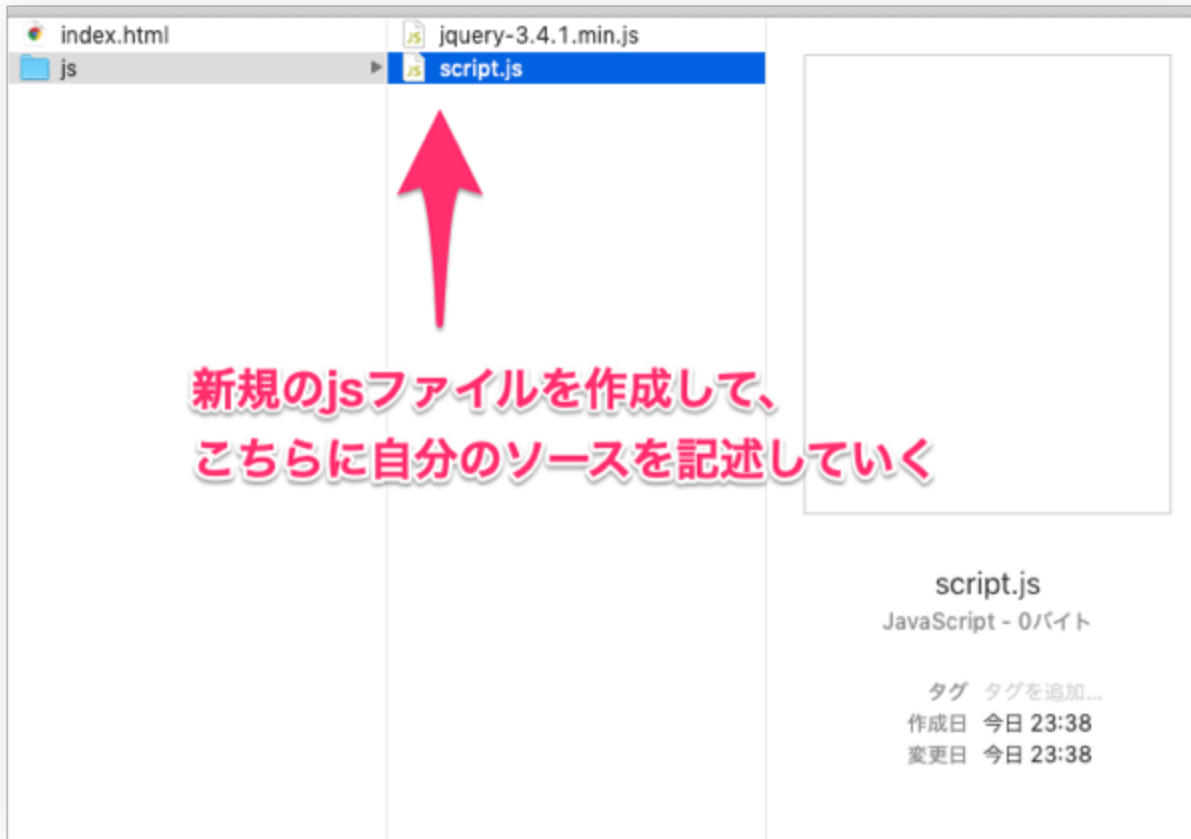 index.html
js
jquery-3.4.1.min.js
script.js
新規のjsファイルを作成して、
こちらに自分のソースを記述していく
script.js
JavaScript - 0バイト
タグ タグを追加...
作成日 今日 23:38
変更日 今日 23:38